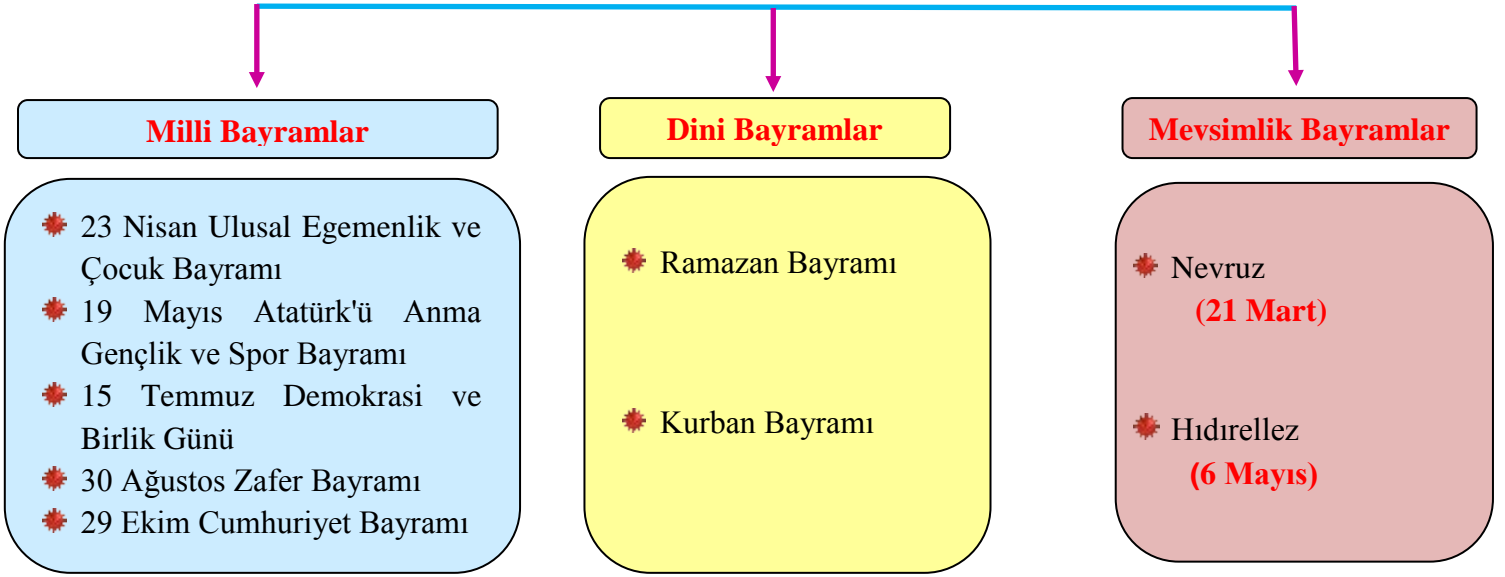 Milli Bayramlar
23 Nisan Ulusal Egemenlik ve
Çocuk Bayramı
19 Mayıs Atatürk'ü Anma
Gençlik ve Spor Bayramı
15 Temmuz Demokrasi ve
Birlik Günü
30 Ağustos Zafer Bayramı
29 Ekim Cumhuriyet Bayramı
Dini Bayramlar
Ramazan Bayramı
Kurban Bayramı
Mevsimlik Bayramlar
Nevruz
(21 Mart)
Hıdırellez
(6 Mayıs)